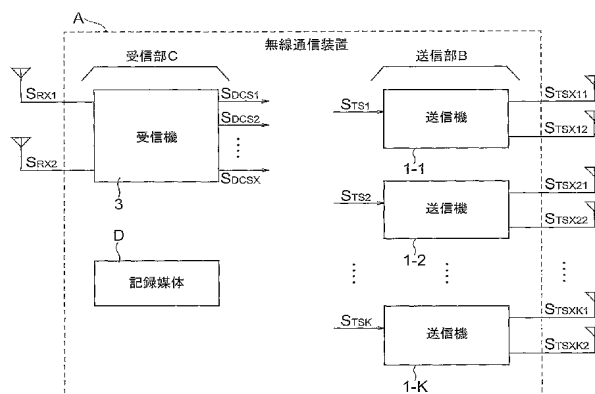 A
無線通信装置
受信部C
送信部B
SRX1
SRX2
受信機
3
SDCS1
SDCS2
SDCSX
D
記録媒体
STS1
送信機
1-1
STSX11
STSX12
STS2
送信機
1-2
STSX21
STSX22
STSK
送信機
1-K
STSXK1
STSXK2